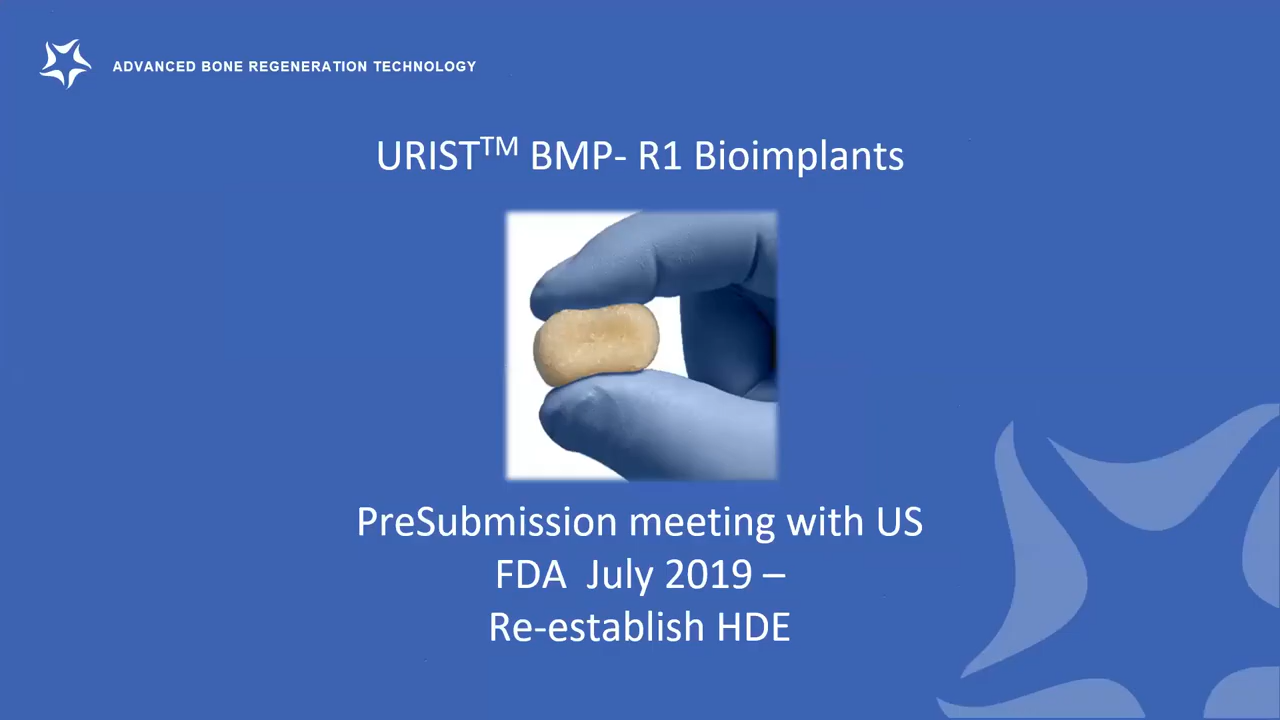 ADVANCED BONE REGENERATION TECHNOLOGY
URIST™ BMP- R1 Bioimplants
PreSubmission meeting with US
FDA July 2019 –
Re-establish HDE